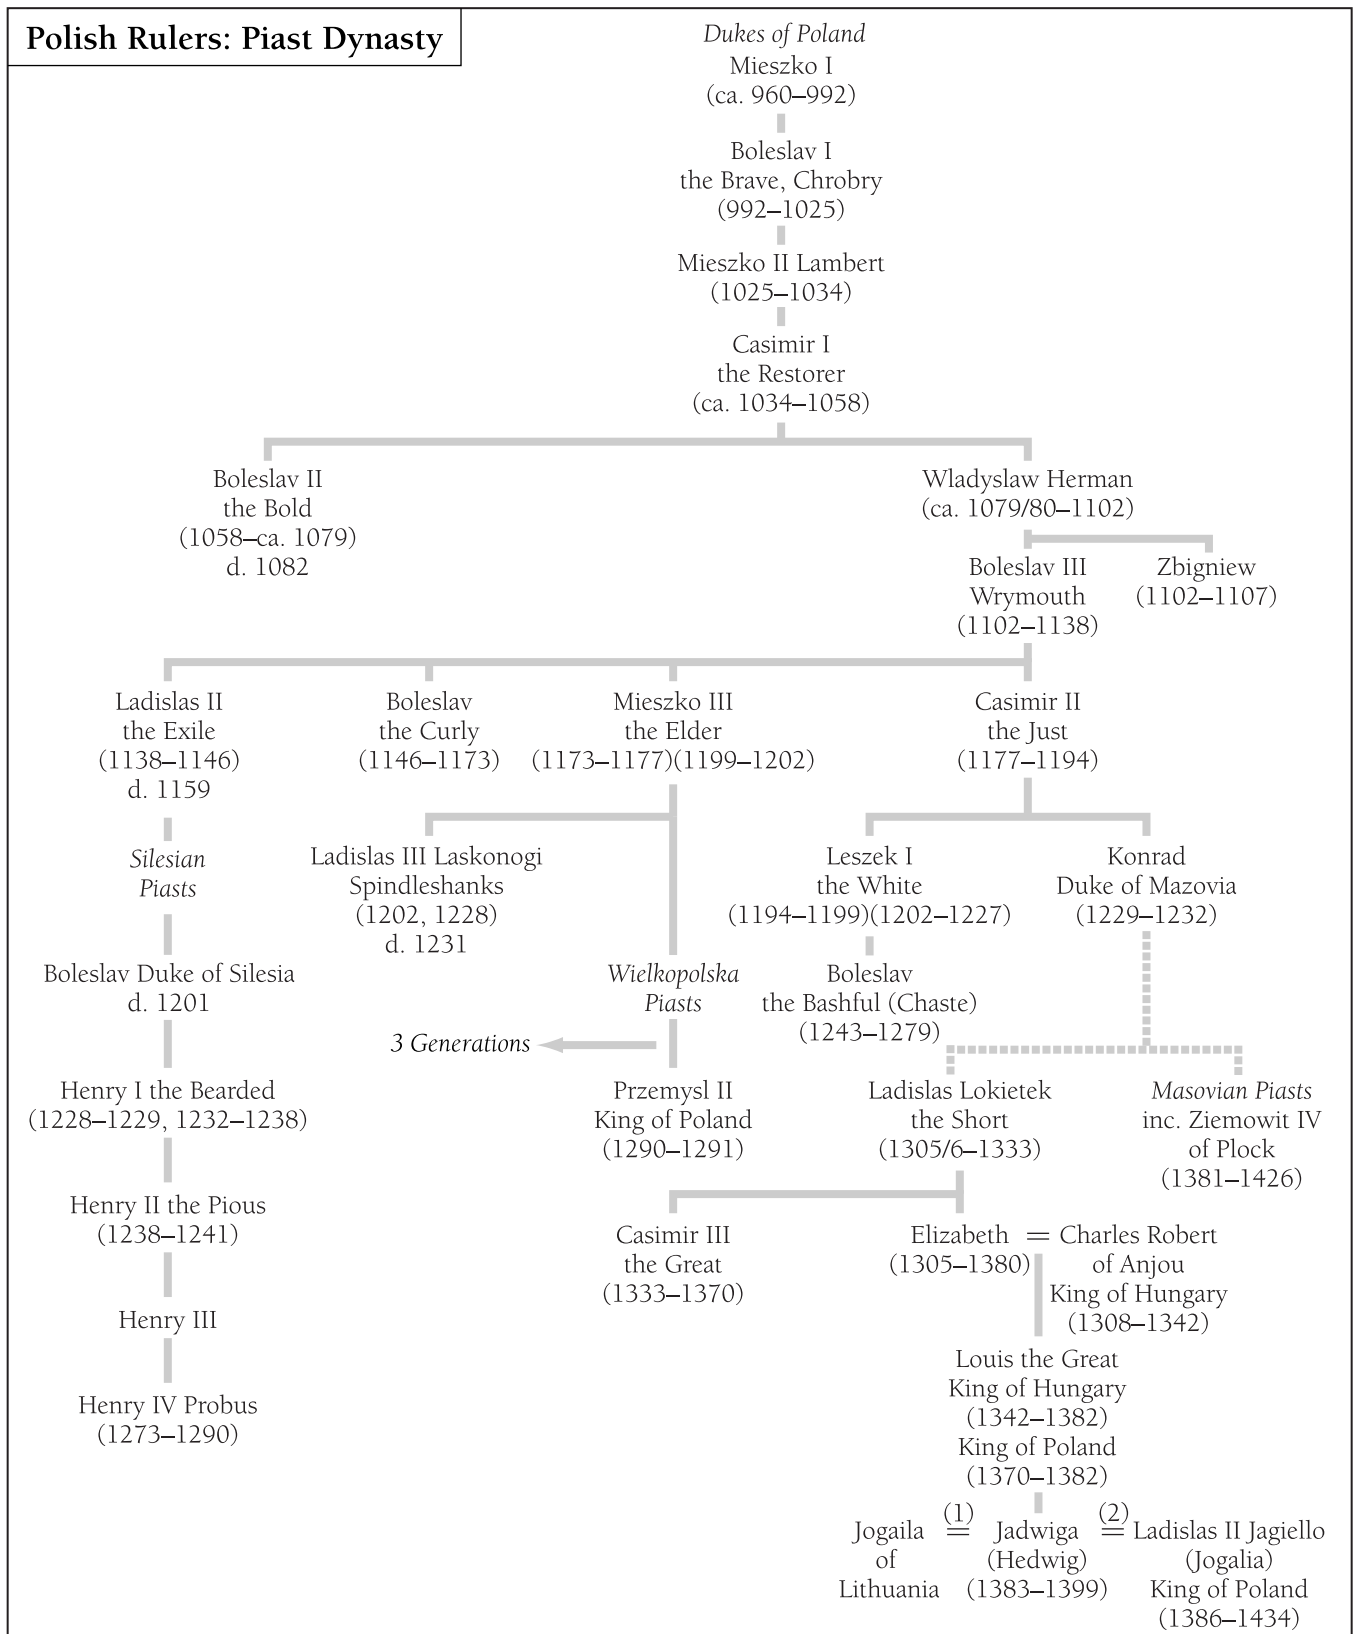 Polish Rulers: Piast Dynasty
Dukes of Poland
Mieszko I
(ca. 960–992)
Boleslav I
the Brave, Chrobry
(992–1025)
Mieszko II Lambert
(1025–1034)
Casimir I
the Restorer
(ca. 1034–1058)
Boleslav II
the Bold
(1058–ca. 1079)
d. 1082
Wladyslaw Herman
(ca. 1079/80–1102)
Boleslav III
Wrymouth
(1102–1138)
Zbigniew
(1102–1107)
Ladislas II
the Exile
(1138–1146)
d. 1159
Boleslav
the Curly
(1146–1173)
Mieszko III
the Elder
(1173–1177)(1199–1202)
Casimir II
the Just
(1177–1194)
Silesian
Piasts
Ladislas III Laskonogi
Spindleshanks
(1202, 1228)
d. 1231
Leszek I
the White
(1194–1199)(1202–1227)
Konrad
Duke of Mazovia
(1229–1232)
Boleslav Duke of Silesia
d. 1201
Wielkopolska
Piasts
Boleslav
the Bashful (Chaste)
(1243–1279)
3 Generations
Henry I the Bearded
(1228–1229, 1232–1238)
Przemysl II
King of Poland
(1290–1291)
Ladislas Lokietek
the Short
(1305/6–1333)
Masovian Piasts
inc. Ziemowit IV
of Plock
(1381–1426)
Henry II the Pious
(1238–1241)
Casimir III
the Great
(1333–1370)
Elizabeth
(1305–1380)
=
Charles Robert
of Anjou
King of Hungary
(1308–1342)
Henry III
Louis the Great
King of Hungary
(1342–1382)
King of Poland
(1370–1382)
Henry IV Probus
(1273–1290)
Jogaila
of
Lithuania
(1)
=
Jadwiga
(Hedwig)
(1383–1399)
(2)
=
Ladislas II Jagiello
(Jogalia)
King of Poland
(1386–1434)